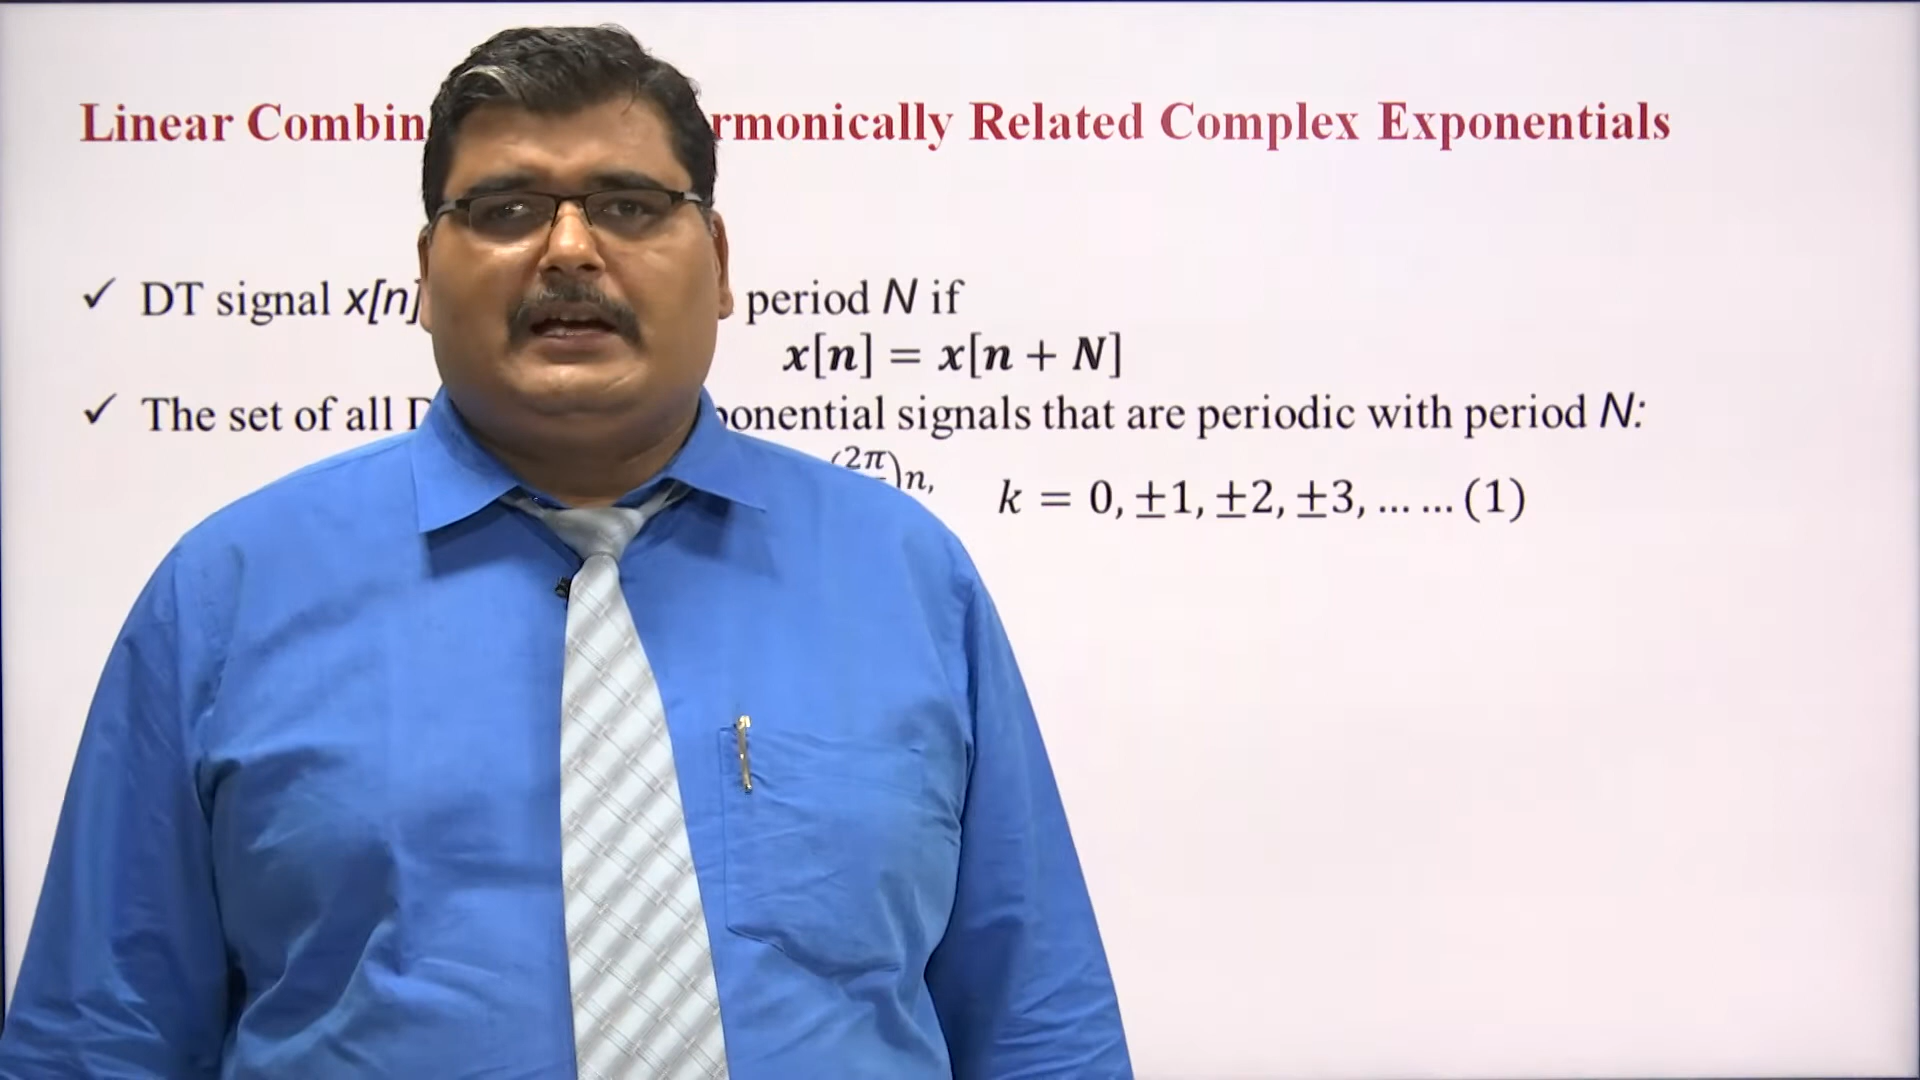 Linear Combin rmonically Related Complex Exponentials
✓ DT signal x[n] period N if
x[n] = x[n + N]
✓ The set of all D ponential signals that are periodic with period N:
(2π)n, k = 0, ±1, ±2, ±3, … … (1)